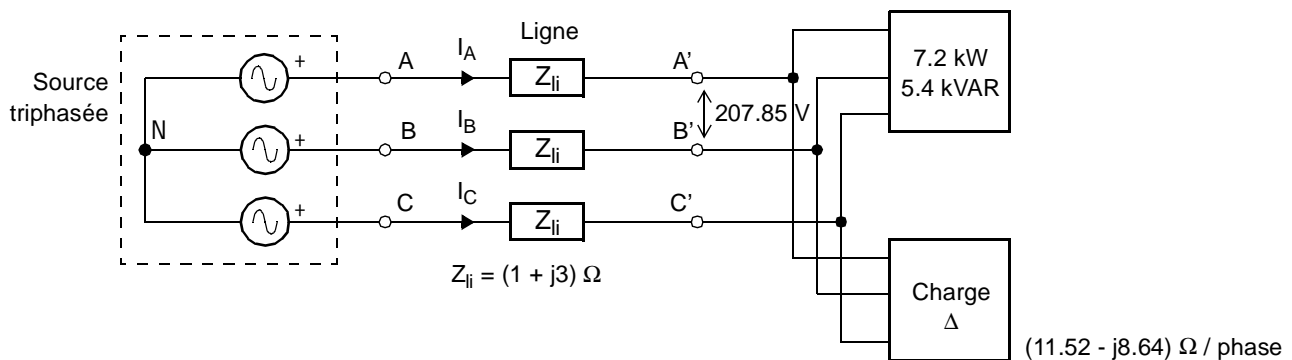 Source
triphasée
N
+
+
+
A
I_A
Ligne
Z_li
A'
207.85 V
B
I_B
Z_li
B'
C
I_C
Z_li
C'
Z_li = (1 + j3) Ω
7.2 kW
5.4 kVAR
Charge
Δ
(11.52 - j8.64) Ω / phase